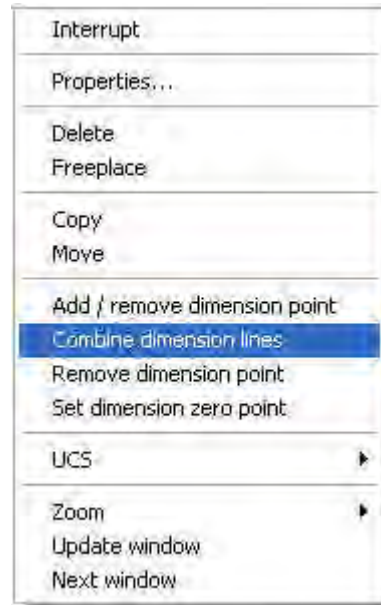 Interrupt
Properties...
Delete
Freeplace
Copy
Move
Add / remove dimension point
Combine dimension lines
Remove dimension point
Set dimension zero point
UCS
Zoom
Update window
Next window